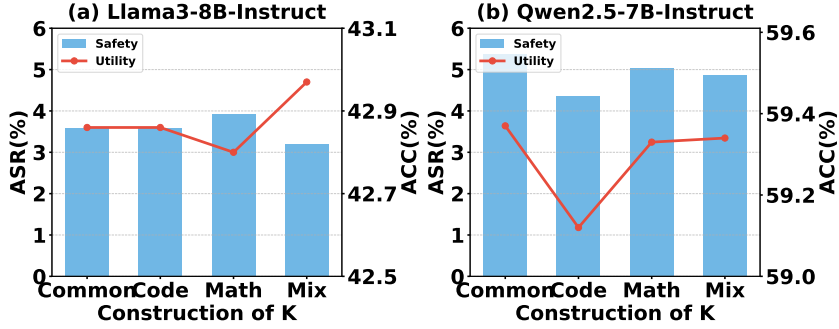 (a) Llama3-8B-Instruct
Safety
Utility
ASR(%)
6
5
4
3
2
1
0
43.1
42.9
42.7
42.5
ACC(%)
Common Code Math Mix
Construction of K
(b) Qwen2.5-7B-Instruct
Safety
Utility
ASR(%)
6
5
4
3
2
1
0
59.6
59.4
59.2
59.0
ACC(%)
Common Code Math Mix
Construction of K